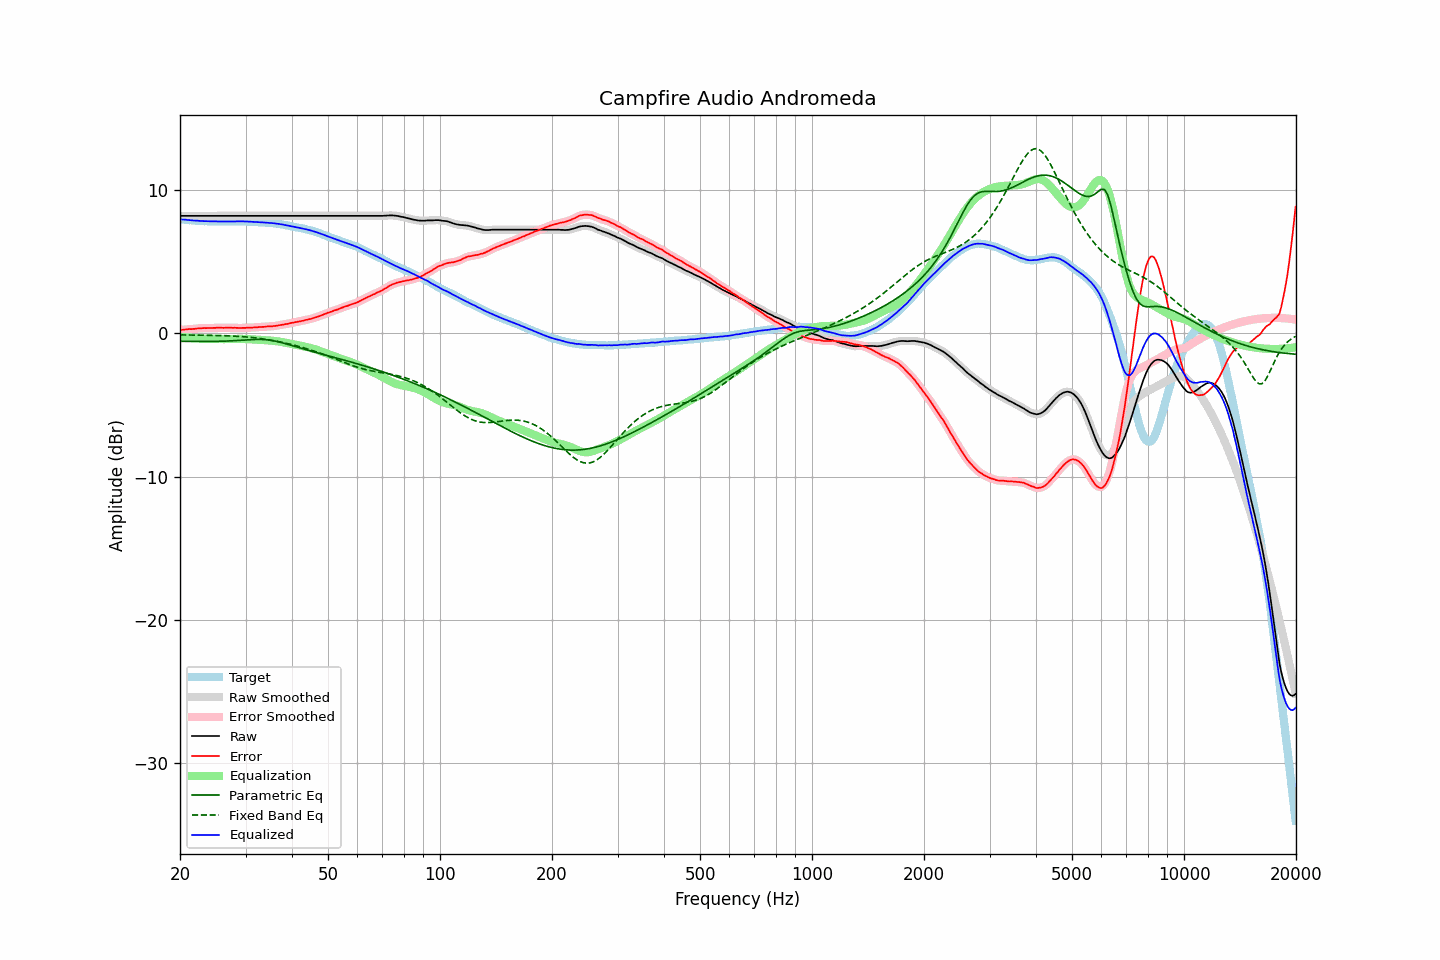 Campfire Audio Andromeda
Amplitude (dBr)
10
0
−10
−20
−30
Target
Raw Smoothed
Error Smoothed
Raw
Error
Equalization
Parametric Eq
Fixed Band Eq
Equalized
20 50 100 200 500 1000 2000 5000 10000 20000
Frequency (Hz)